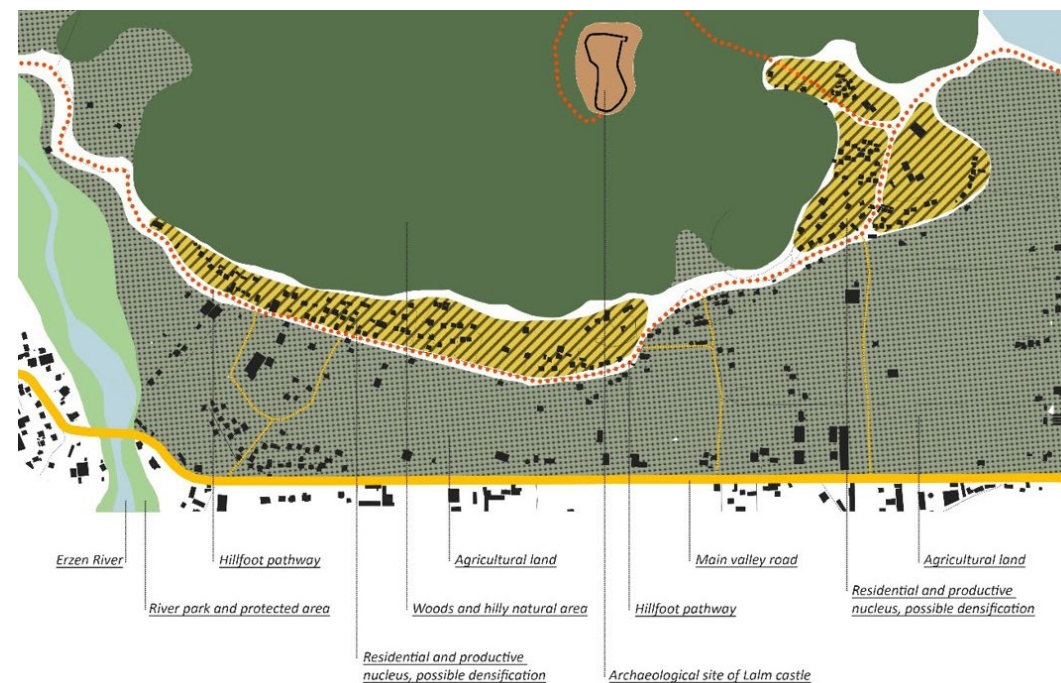 Erzen River
Hillfoot pathway
Agricultural land
Main valley road
Agricultural land
River park and protected area
Woods and hilly natural area
Hillfoot pathway
Residential and productive
nucleus, possible densification
Residential and productive
nucleus, possible densification
Archaeological site of Lalm castle